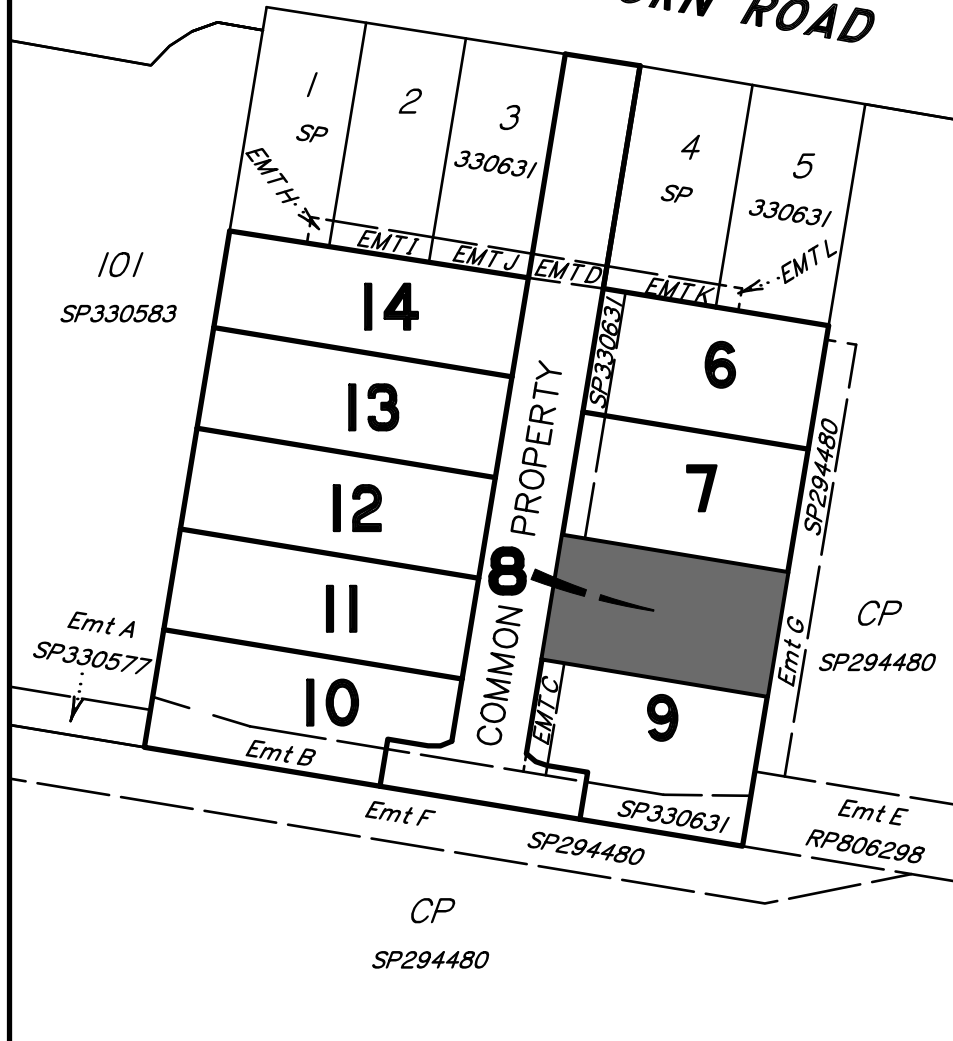 ROAD
1
SP
2
3
330631
4
SP
5
330631
EMT H
EMT I
EMT J
EMT D
EMT K
EMT L
101
SP330583
14
13
12
11
10
6
7
8
9
SP330631
COMMON PROPERTY
SP294480
Emt G
CP
SP294480
Emt A
SP330577
EMT C
Emt B
Emt F
SP330631
SP294480
Emt E
RP806298
CP
SP294480